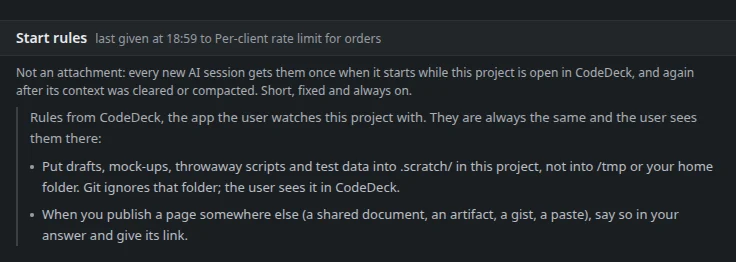 Start rules last given at 18:59 to Per-client rate limit for orders
Not an attachment: every new AI session gets them once when it starts while this project is open in CodeDeck, and again
after its context was cleared or compacted. Short, fixed and always on.
Rules from CodeDeck, the app the user watches this project with. They are always the same and the user sees
them there:
• Put drafts, mock-ups, throwaway scripts and test data into .scratch/ in this project, not into /tmp or your home
folder. Git ignores that folder; the user sees it in CodeDeck.
• When you publish a page somewhere else (a shared document, an artifact, a gist, a paste), say so in your
answer and give its link.